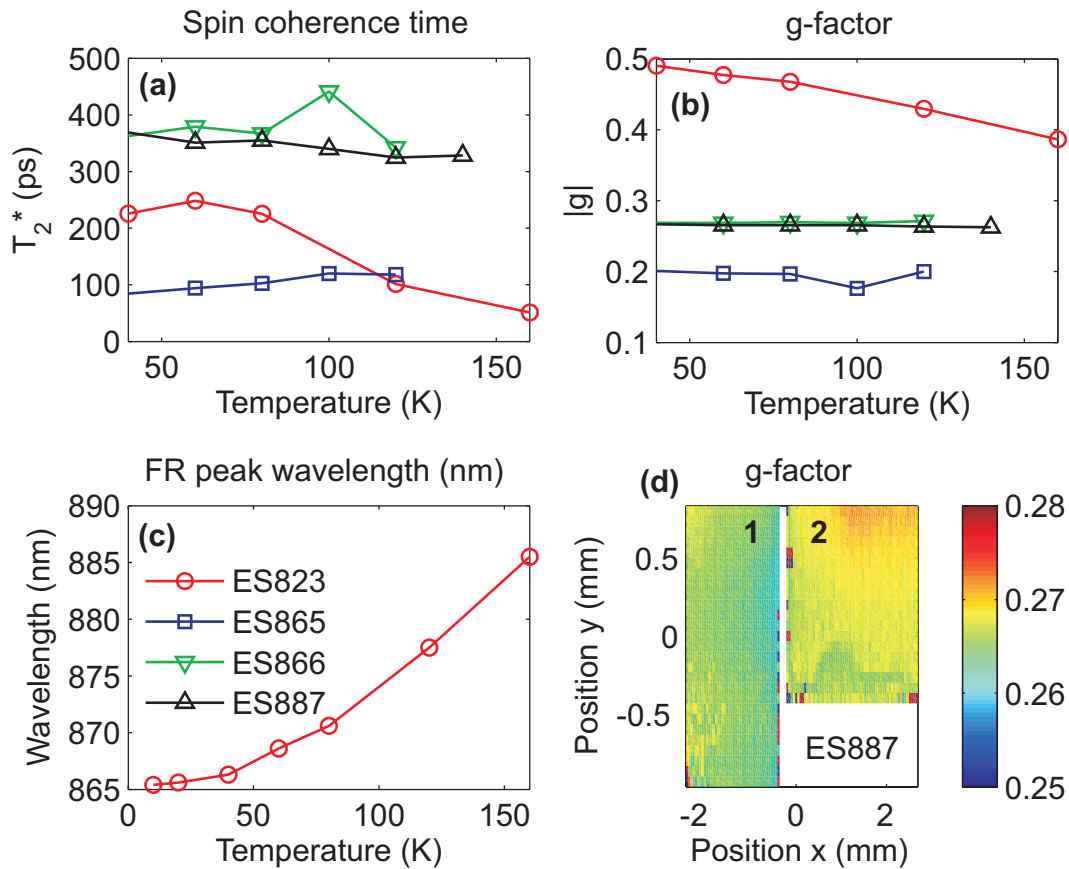 Spin coherence time
(a)
T2* (ps)
500
400
300
200
100
0
50 100 150
Temperature (K)
g-factor
(b)
|g|
0.5
0.4
0.3
0.2
0.1
50 100 150
Temperature (K)
FR peak wavelength (nm)
(c)
Wavelength (nm)
890
885
880
875
870
865
ES823
ES865
ES866
ES887
0 50 100 150
Temperature (K)
g-factor
(d)
1 2
Position y (mm)
0.5
0
-0.5
ES887
-2 0 2
Position x (mm)
0.28
0.27
0.26
0.25